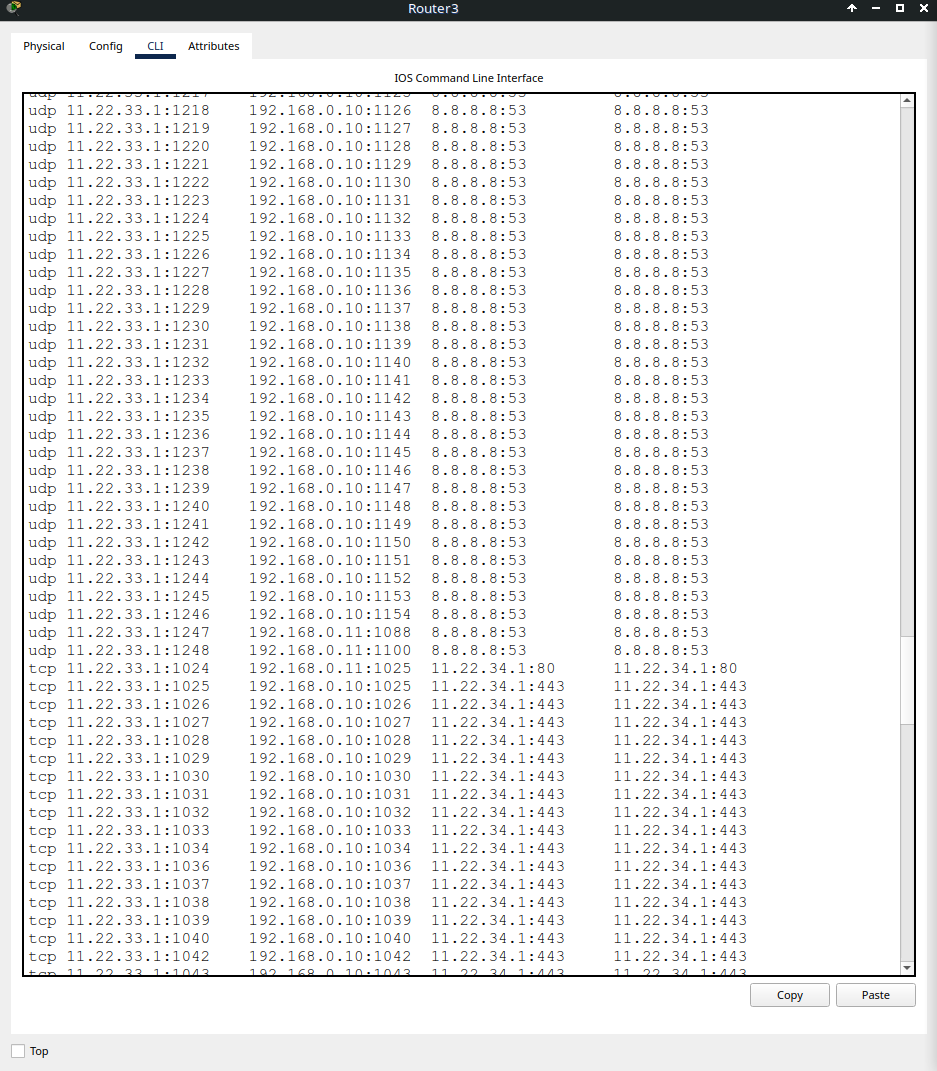 Router3
Physical Config CLI Attributes
IOS Command Line Interface
udp 11.22.33.1:1217 192.168.0.10:1125 8.8.8.8:53 8.8.8.8:53
udp 11.22.33.1:1218 192.168.0.10:1126 8.8.8.8:53 8.8.8.8:53
udp 11.22.33.1:1219 192.168.0.10:1127 8.8.8.8:53 8.8.8.8:53
udp 11.22.33.1:1220 192.168.0.10:1128 8.8.8.8:53 8.8.8.8:53
udp 11.22.33.1:1221 192.168.0.10:1129 8.8.8.8:53 8.8.8.8:53
udp 11.22.33.1:1222 192.168.0.10:1130 8.8.8.8:53 8.8.8.8:53
udp 11.22.33.1:1223 192.168.0.10:1131 8.8.8.8:53 8.8.8.8:53
udp 11.22.33.1:1224 192.168.0.10:1132 8.8.8.8:53 8.8.8.8:53
udp 11.22.33.1:1225 192.168.0.10:1133 8.8.8.8:53 8.8.8.8:53
udp 11.22.33.1:1226 192.168.0.10:1134 8.8.8.8:53 8.8.8.8:53
udp 11.22.33.1:1227 192.168.0.10:1135 8.8.8.8:53 8.8.8.8:53
udp 11.22.33.1:1228 192.168.0.10:1136 8.8.8.8:53 8.8.8.8:53
udp 11.22.33.1:1229 192.168.0.10:1137 8.8.8.8:53 8.8.8.8:53
udp 11.22.33.1:1230 192.168.0.10:1138 8.8.8.8:53 8.8.8.8:53
udp 11.22.33.1:1231 192.168.0.10:1139 8.8.8.8:53 8.8.8.8:53
udp 11.22.33.1:1232 192.168.0.10:1140 8.8.8.8:53 8.8.8.8:53
udp 11.22.33.1:1233 192.168.0.10:1141 8.8.8.8:53 8.8.8.8:53
udp 11.22.33.1:1234 192.168.0.10:1142 8.8.8.8:53 8.8.8.8:53
udp 11.22.33.1:1235 192.168.0.10:1143 8.8.8.8:53 8.8.8.8:53
udp 11.22.33.1:1236 192.168.0.10:1144 8.8.8.8:53 8.8.8.8:53
udp 11.22.33.1:1237 192.168.0.10:1145 8.8.8.8:53 8.8.8.8:53
udp 11.22.33.1:1238 192.168.0.10:1146 8.8.8.8:53 8.8.8.8:53
udp 11.22.33.1:1239 192.168.0.10:1147 8.8.8.8:53 8.8.8.8:53
udp 11.22.33.1:1240 192.168.0.10:1148 8.8.8.8:53 8.8.8.8:53
udp 11.22.33.1:1241 192.168.0.10:1149 8.8.8.8:53 8.8.8.8:53
udp 11.22.33.1:1242 192.168.0.10:1150 8.8.8.8:53 8.8.8.8:53
udp 11.22.33.1:1243 192.168.0.10:1151 8.8.8.8:53 8.8.8.8:53
udp 11.22.33.1:1244 192.168.0.10:1152 8.8.8.8:53 8.8.8.8:53
udp 11.22.33.1:1245 192.168.0.10:1153 8.8.8.8:53 8.8.8.8:53
udp 11.22.33.1:1246 192.168.0.10:1154 8.8.8.8:53 8.8.8.8:53
udp 11.22.33.1:1247 192.168.0.11:1088 8.8.8.8:53 8.8.8.8:53
udp 11.22.33.1:1248 192.168.0.11:1100 8.8.8.8:53 8.8.8.8:53
tcp 11.22.33.1:1024 192.168.0.11:1025 11.22.34.1:80 11.22.34.1:80
tcp 11.22.33.1:1025 192.168.0.10:1025 11.22.34.1:443 11.22.34.1:443
tcp 11.22.33.1:1026 192.168.0.10:1026 11.22.34.1:443 11.22.34.1:443
tcp 11.22.33.1:1027 192.168.0.10:1027 11.22.34.1:443 11.22.34.1:443
tcp 11.22.33.1:1028 192.168.0.10:1028 11.22.34.1:443 11.22.34.1:443
tcp 11.22.33.1:1029 192.168.0.10:1029 11.22.34.1:443 11.22.34.1:443
tcp 11.22.33.1:1030 192.168.0.10:1030 11.22.34.1:443 11.22.34.1:443
tcp 11.22.33.1:1031 192.168.0.10:1031 11.22.34.1:443 11.22.34.1:443
tcp 11.22.33.1:1032 192.168.0.10:1032 11.22.34.1:443 11.22.34.1:443
tcp 11.22.33.1:1033 192.168.0.10:1033 11.22.34.1:443 11.22.34.1:443
tcp 11.22.33.1:1034 192.168.0.10:1034 11.22.34.1:443 11.22.34.1:443
tcp 11.22.33.1:1036 192.168.0.10:1036 11.22.34.1:443 11.22.34.1:443
tcp 11.22.33.1:1037 192.168.0.10:1037 11.22.34.1:443 11.22.34.1:443
tcp 11.22.33.1:1038 192.168.0.10:1038 11.22.34.1:443 11.22.34.1:443
tcp 11.22.33.1:1039 192.168.0.10:1039 11.22.34.1:443 11.22.34.1:443
tcp 11.22.33.1:1040 192.168.0.10:1040 11.22.34.1:443 11.22.34.1:443
tcp 11.22.33.1:1042 192.168.0.10:1042 11.22.34.1:443 11.22.34.1:443
tcp 11.22.33.1:1043 192.168.0.10:1043 11.22.34.1:443 11.22.34.1:443
Copy Paste
Top